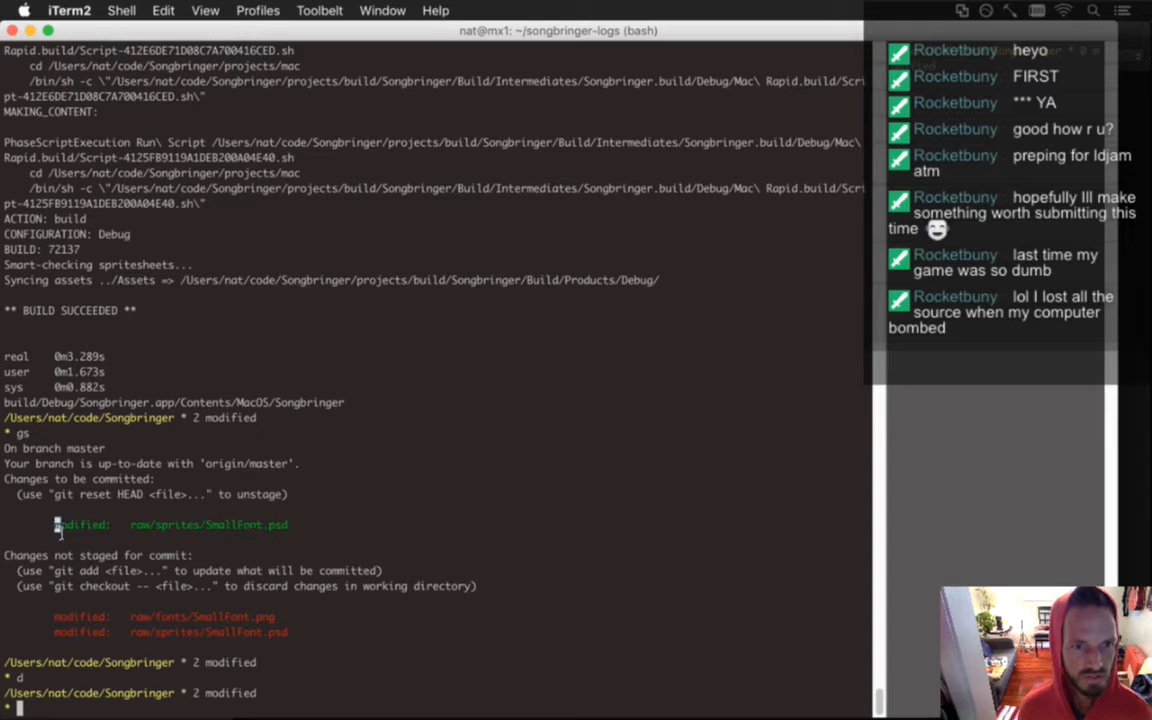 iTerm2 Shell Edit View Profiles Toolbelt Window Help
nat@mx1: ~/songbringer-logs (bash)
Rapid.build/Script-412E6DE71D08C7A700416CED.sh
cd /Users/nat/code/Songbringer/projects/mac
/bin/sh -c \"/Users/nat/code/Songbringer/projects/build/Songbringer/Build/Intermediates/Songbringer.build/Debug/Mac\ Rapid.build/Scri
pt-412E6DE71D08C7A700416CED.sh\"
MAKING_CONTENT:
PhaseScriptExecution Run\ Script /Users/nat/code/Songbringer/projects/build/Songbringer/Build/Intermediates/Songbringer.build/Debug/Mac\
Rapid.build/Script-4125FB9119A1DEB200A04E40.sh
cd /Users/nat/code/Songbringer/projects/mac
/bin/sh -c \"/Users/nat/code/Songbringer/projects/build/Songbringer/Build/Intermediates/Songbringer.build/Debug/Mac\ Rapid.build/Scri
pt-4125FB9119A1DEB200A04E40.sh\"
ACTION: build
CONFIGURATION: Debug
BUILD: 72137
Smart-checking spritesheets...
Syncing assets ../Assets => /Users/nat/code/Songbringer/projects/build/Songbringer/Build/Products/Debug/
** BUILD SUCCEEDED **
real 0m3.289s
user 0m1.673s
sys 0m0.882s
build/Debug/Songbringer.app/Contents/MacOS/Songbringer
/Users/nat/code/Songbringer * 2 modified
* gs
On branch master
Your branch is up-to-date with 'origin/master'.
Changes to be committed:
(use "git reset HEAD <file>..." to unstage)
modified: raw/sprites/SmallFont.psd
Changes not staged for commit:
(use "git add <file>..." to update what will be committed)
(use "git checkout -- <file>..." to discard changes in working directory)
modified: raw/fonts/SmallFont.png
modified: raw/sprites/SmallFont.psd
/Users/nat/code/Songbringer * 2 modified
* d
/Users/nat/code/Songbringer * 2 modified
*
Rocketbuny heyo
Rocketbuny FIRST
Rocketbuny *** YA
Rocketbuny good how r u?
Rocketbuny preping for ldjam
atm
Rocketbuny hopefully Ill make
something worth submitting this
time
Rocketbuny last time my
game was so dumb
Rocketbuny lol I lost all the
source when my computer
bombed